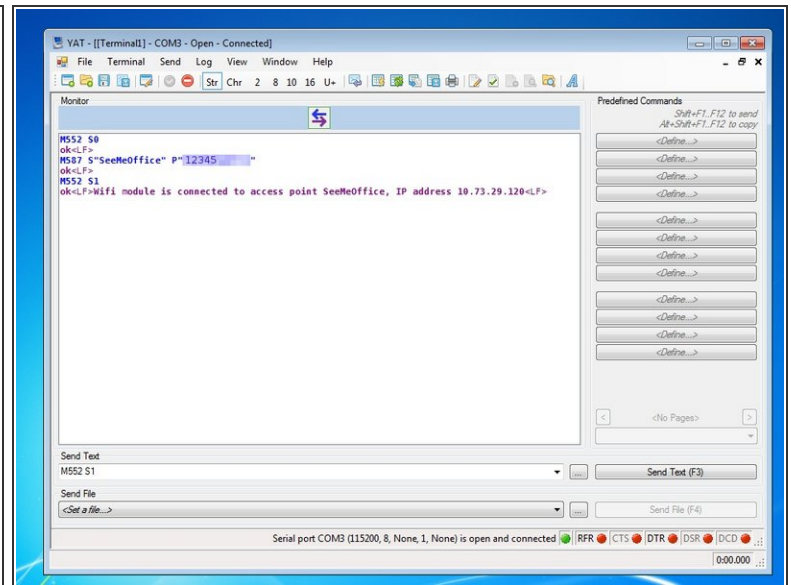 YAT - [[Terminal1] - COM3 - Open - Connected]
File Terminal Send Log View Window Help
Str Chr 2 8 10 16 U+
Monitor
M552 S0
ok<LF>
M587 S"SeeMeOffice" P"12345 "
ok<LF>
M552 S1
ok<LF>Wifi module is connected to access point SeeMeOffice, IP address 10.73.29.120<LF>
Predefined Commands
Shift+F1..F12 to send
Alt+Shift+F1..F12 to copy
<Define...>
<Define...>
<Define...>
<Define...>
<Define...>
<Define...>
<Define...>
<Define...>
<Define...>
<Define...>
<Define...>
<Define...>
<No Pages>
Send Text
M552 S1
...
Send Text (F3)
Send File
<Set a file...>
...
Send File (F4)
Serial port COM3 (115200, 8, None, 1, None) is open and connected RFR CTS DTR DSR DCD
0:00.000